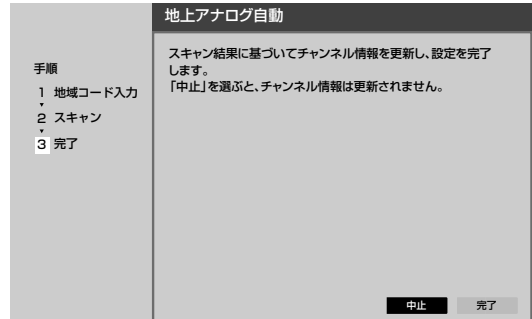 地上アナログ自動
手順
1 地域コード入力
2 スキャン
3 完了
スキャン結果に基づいてチャンネル情報を更新し、設定を完了
します。
「中止」を選ぶと、チャンネル情報は更新されません。
中止 完了